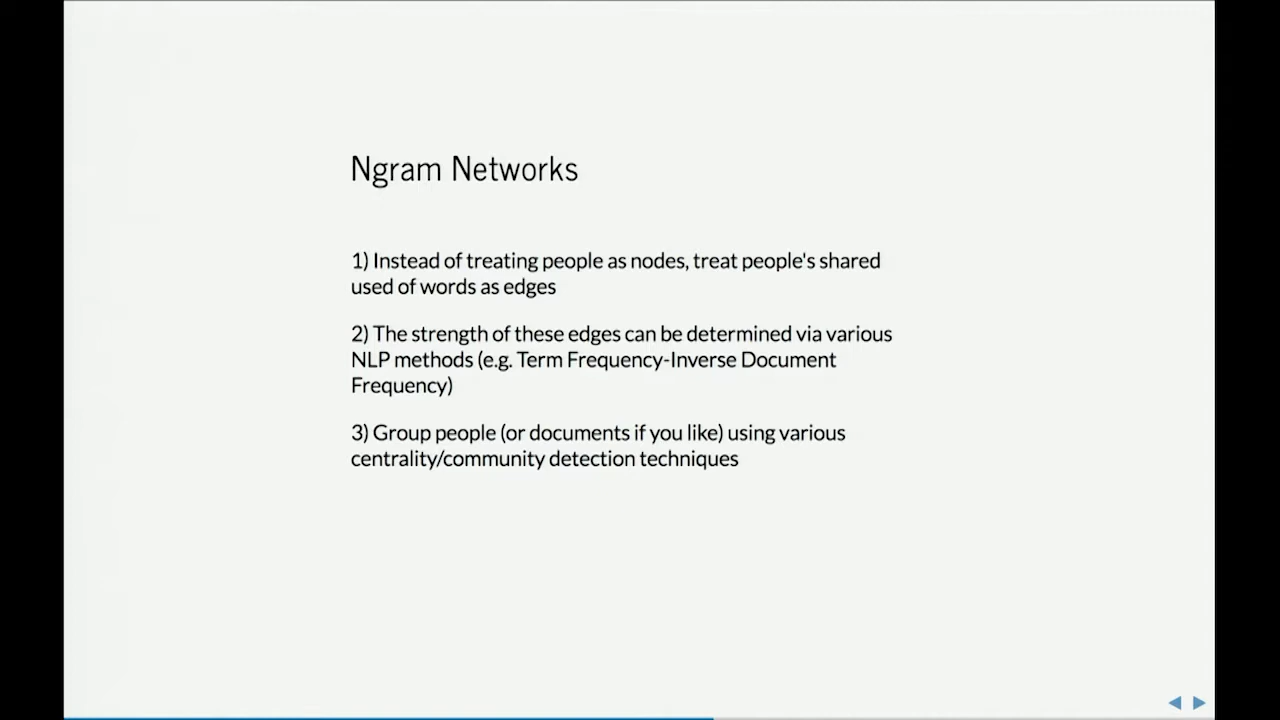 Ngram Networks
1) Instead of treating people as nodes, treat people's shared
used of words as edges
2) The strength of these edges can be determined via various
NLP methods (e.g. Term Frequency-Inverse Document
Frequency)
3) Group people (or documents if you like) using various
centrality/community detection techniques